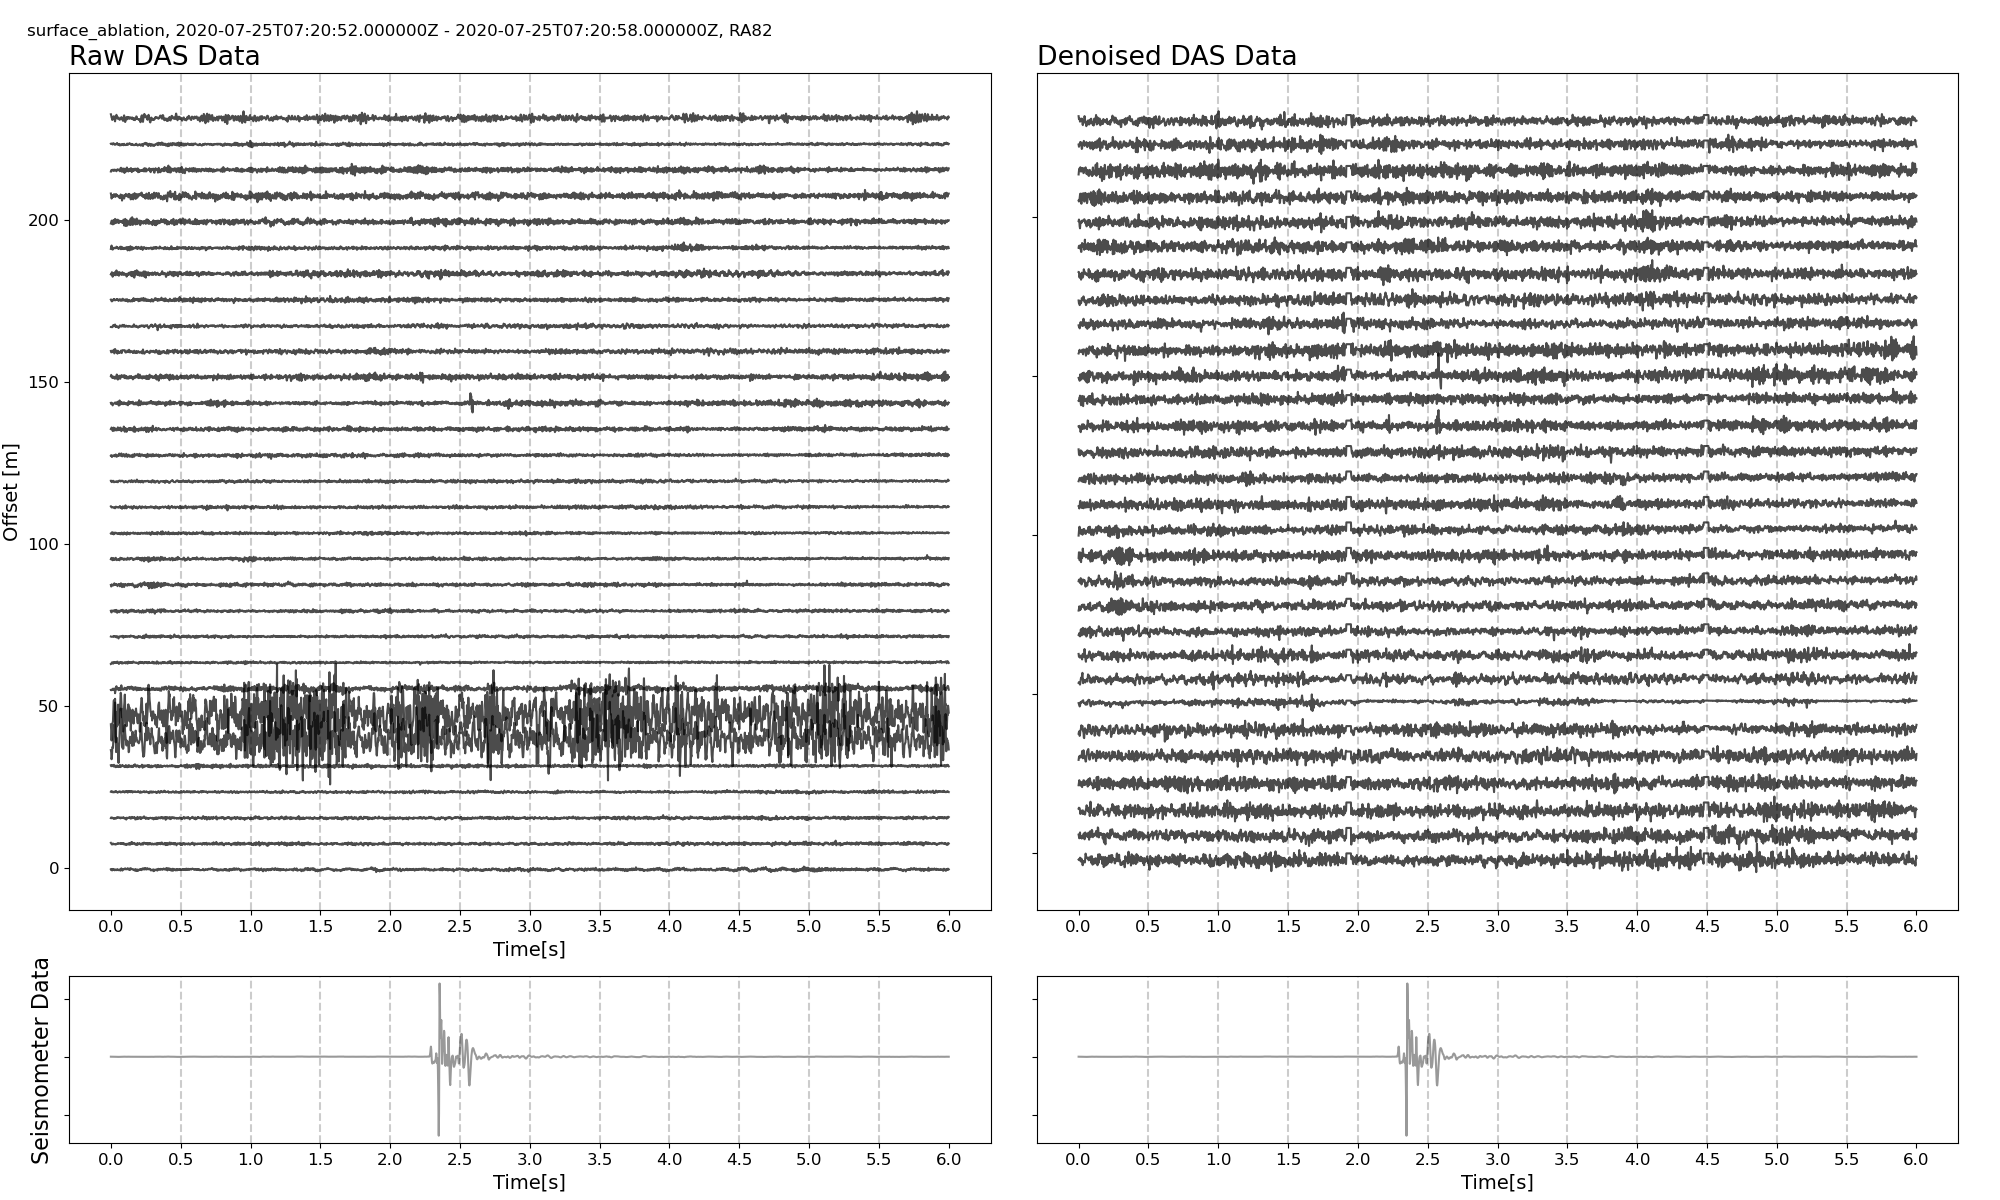 surface_ablation, 2020-07-25T07:20:52.000000Z - 2020-07-25T07:20:58.000000Z, RA82
Raw DAS Data
Denoised DAS Data
200
150
100
50
0
Offset [m]
0.0 0.5 1.0 1.5 2.0 2.5 3.0 3.5 4.0 4.5 5.0 5.5 6.0
Time[s]
0.0 0.5 1.0 1.5 2.0 2.5 3.0 3.5 4.0 4.5 5.0 5.5 6.0
Seismometer Data
0.0 0.5 1.0 1.5 2.0 2.5 3.0 3.5 4.0 4.5 5.0 5.5 6.0
Time[s]
0.0 0.5 1.0 1.5 2.0 2.5 3.0 3.5 4.0 4.5 5.0 5.5 6.0
Time[s]